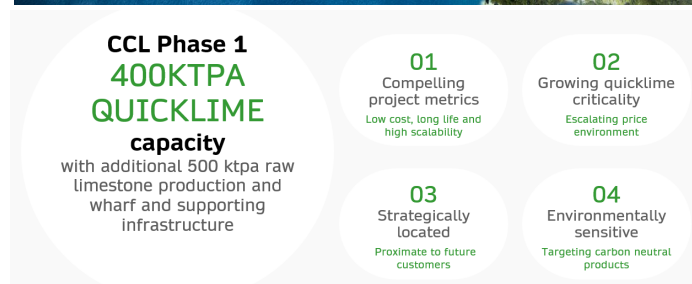 CCL Phase 1
400KTPA
QUICKLIME
capacity
with additional 500 ktpa raw
limestone production and
wharf and supporting
infrastructure
01
Compelling
project metrics
Low cost, long life and
high scalability
02
Growing quicklime
criticality
Escalating price
environment
03
Strategically
located
Proximate to future
customers
04
Environmentally
sensitive
Targeting carbon neutral
products